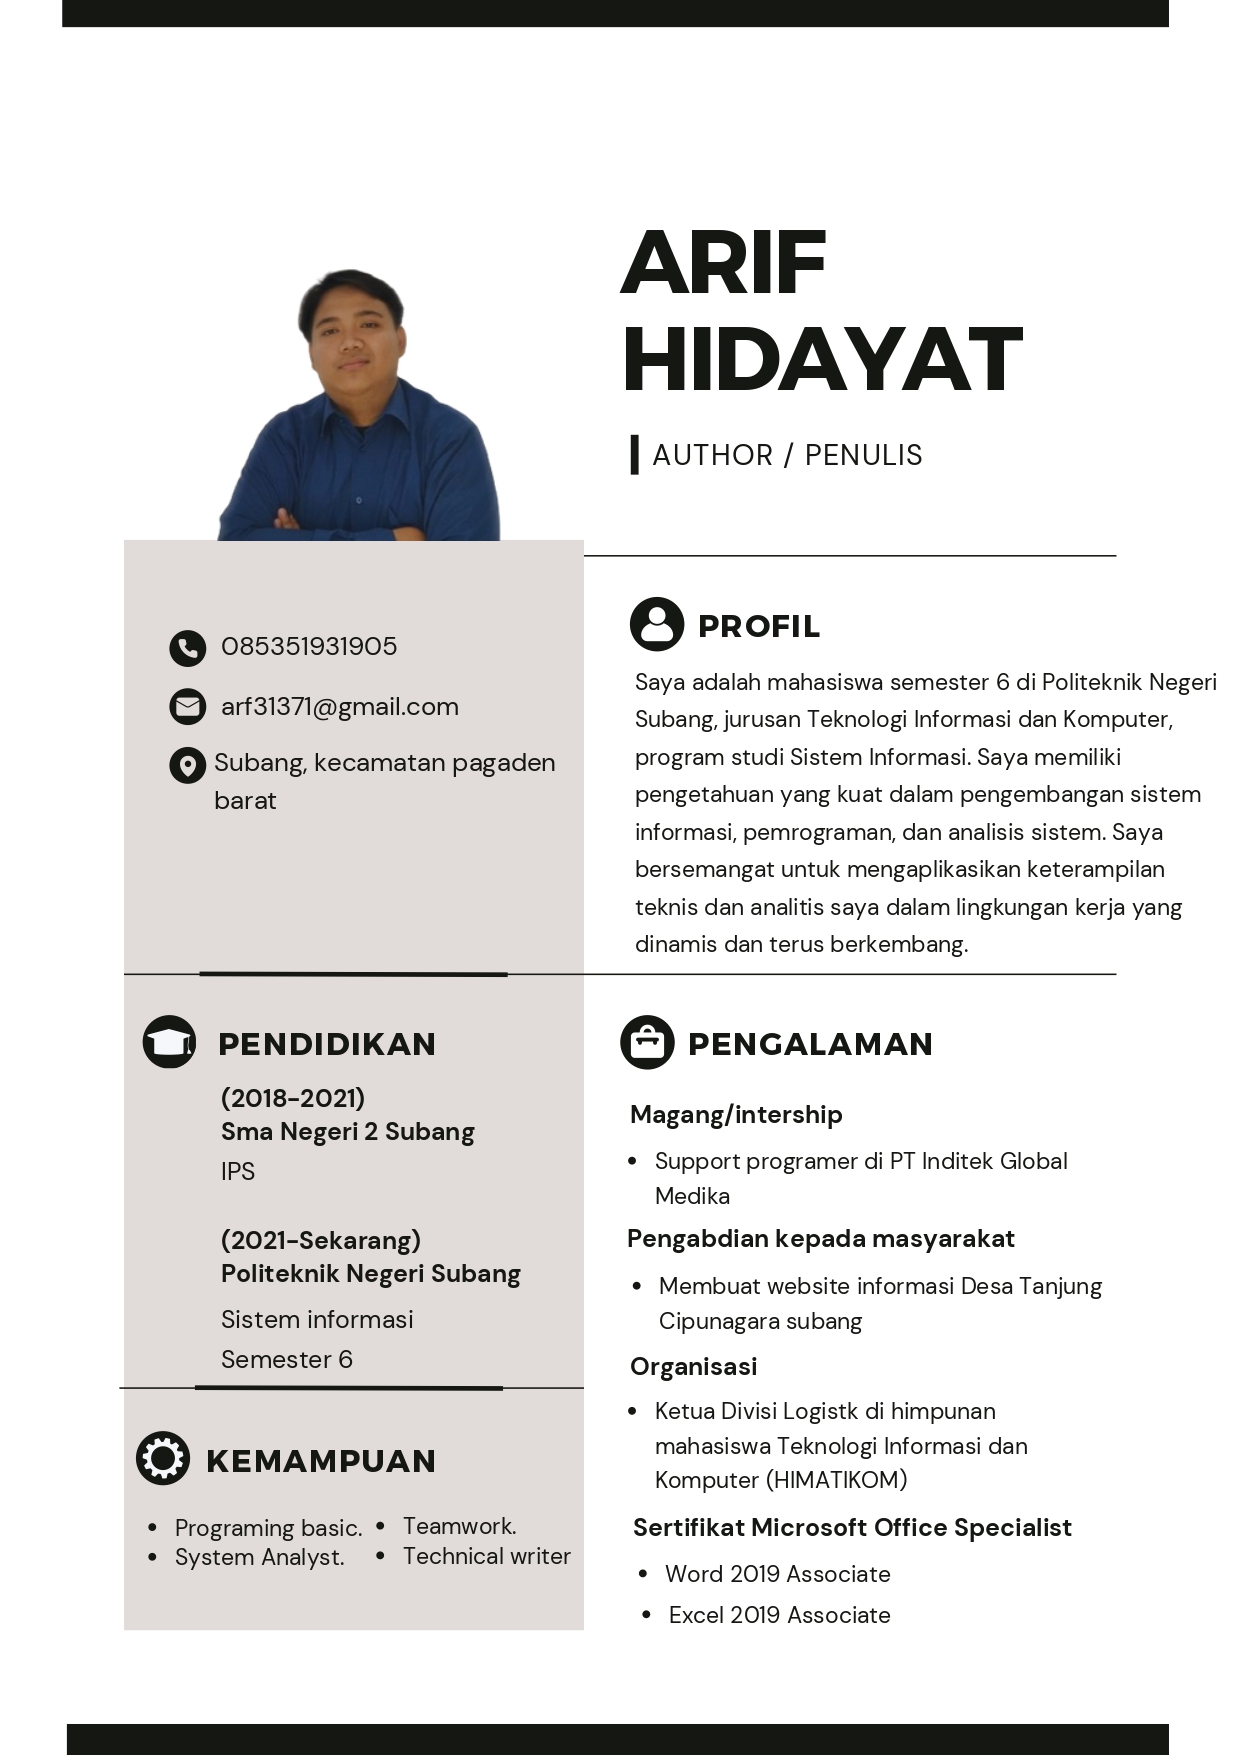 ARIF
HIDAYAT
AUTHOR / PENULIS
085351931905
arf31371@gmail.com
Subang, kecamatan pagaden
barat
PROFIL
Saya adalah mahasiswa semester 6 di Politeknik Negeri
Subang, jurusan Teknologi Informasi dan Komputer,
program studi Sistem Informasi. Saya memiliki
pengetahuan yang kuat dalam pengembangan sistem
informasi, pemrograman, dan analisis sistem. Saya
bersemangat untuk mengaplikasikan keterampilan
teknis dan analitis saya dalam lingkungan kerja yang
dinamis dan terus berkembang.
PENDIDIKAN
(2018-2021)
Sma Negeri 2 Subang
IPS
(2021-Sekarang)
Politeknik Negeri Subang
Sistem informasi
Semester 6
KEMAMPUAN
• Programing basic.
• System Analyst.
• Teamwork.
• Technical writer
PENGALAMAN
Magang/intership
• Support programer di PT Inditek Global
Medika
Pengabdian kepada masyarakat
• Membuat website informasi Desa Tanjung
Cipunagara subang
Organisasi
• Ketua Divisi Logistk di himpunan
mahasiswa Teknologi Informasi dan
Komputer (HIMATIKOM)
Sertifikat Microsoft Office Specialist
• Word 2019 Associate
• Excel 2019 Associate